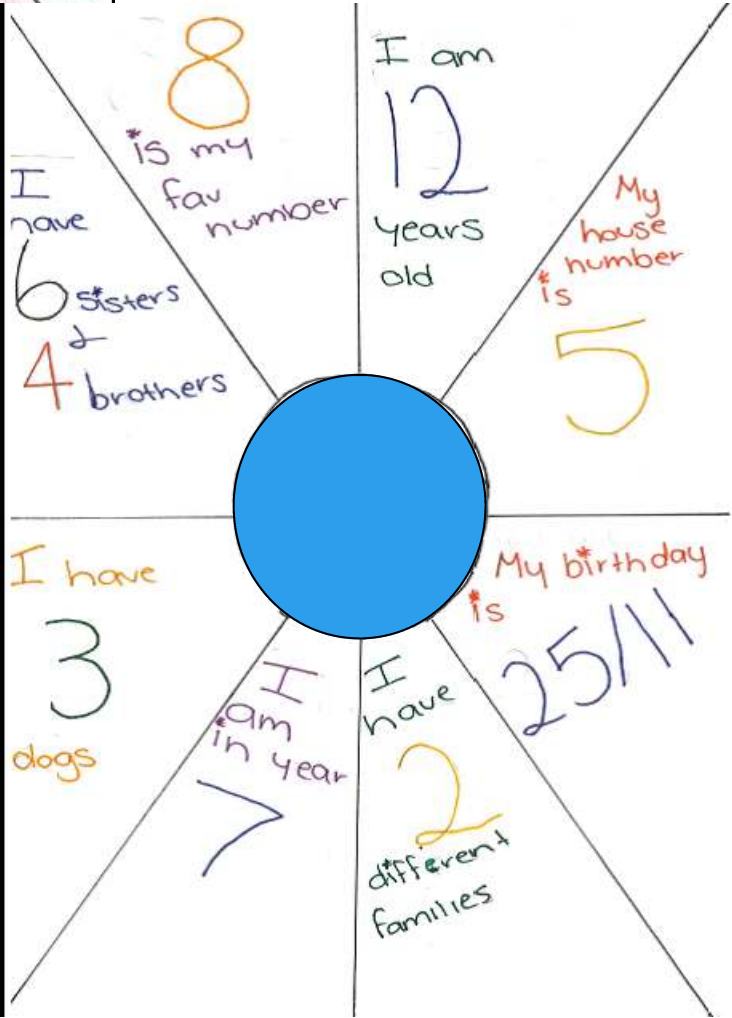 8
is my
fav
number
I am
12
years
old
My
house
number
is
5
My birthday
is
25/11
I
have
2
different
families
I
am
in year
7
I have
3
dogs
I
have
6 sisters
&
4 brothers